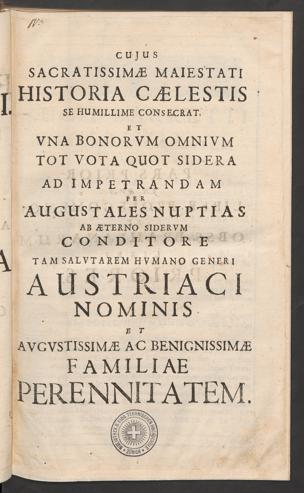 CUJUS
SACRATISSIMÆ MAIESTATI
HISTORIA CÆLESTIS
SE HUMILLIME CONSECRAT.
ET
VNA BONORVM OMNIVM
TOT VOTA QUOT SIDERA
AD IMPETRANDAM
PER
AUGUSTALES NUPTIAS
AB ÆTERNO SIDERVM
CONDITORE
TAM SALVTAREM HVMANO GENERI
AUSTRIACI
NOMINIS
ET
AVGVSTISSIMÆ AC BENIGNISSIMÆ
FAMILIAE
PERENNITATEM.